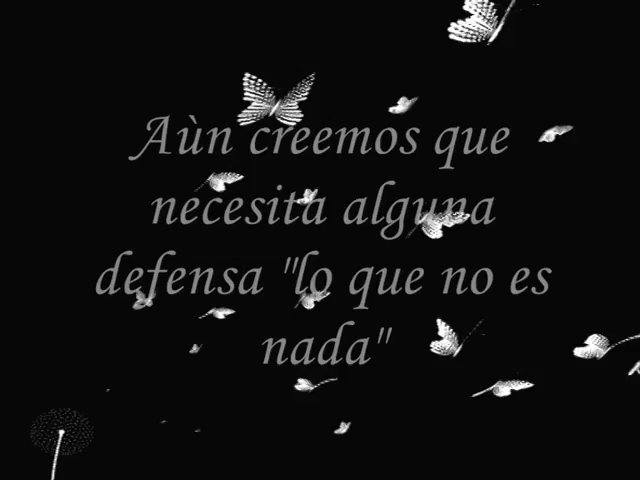 Aùn creemos que
necesita alguna
defensa "lo que no es
nada"